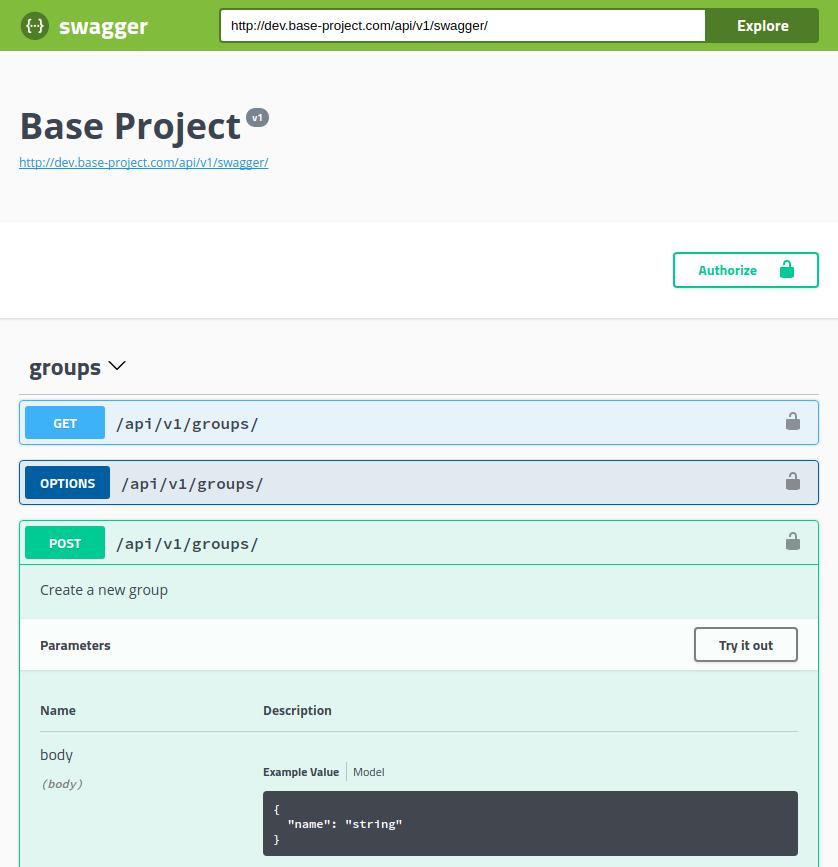 {··} swagger http://dev.base-project.com/api/v1/swagger/ Explore
Base Project v1
http://dev.base-project.com/api/v1/swagger/
Authorize
groups
GET /api/v1/groups/
OPTIONS /api/v1/groups/
POST /api/v1/groups/
Create a new group
Parameters Try it out
Name Description
body
(body)
Example Value Model
{
"name": "string"
}